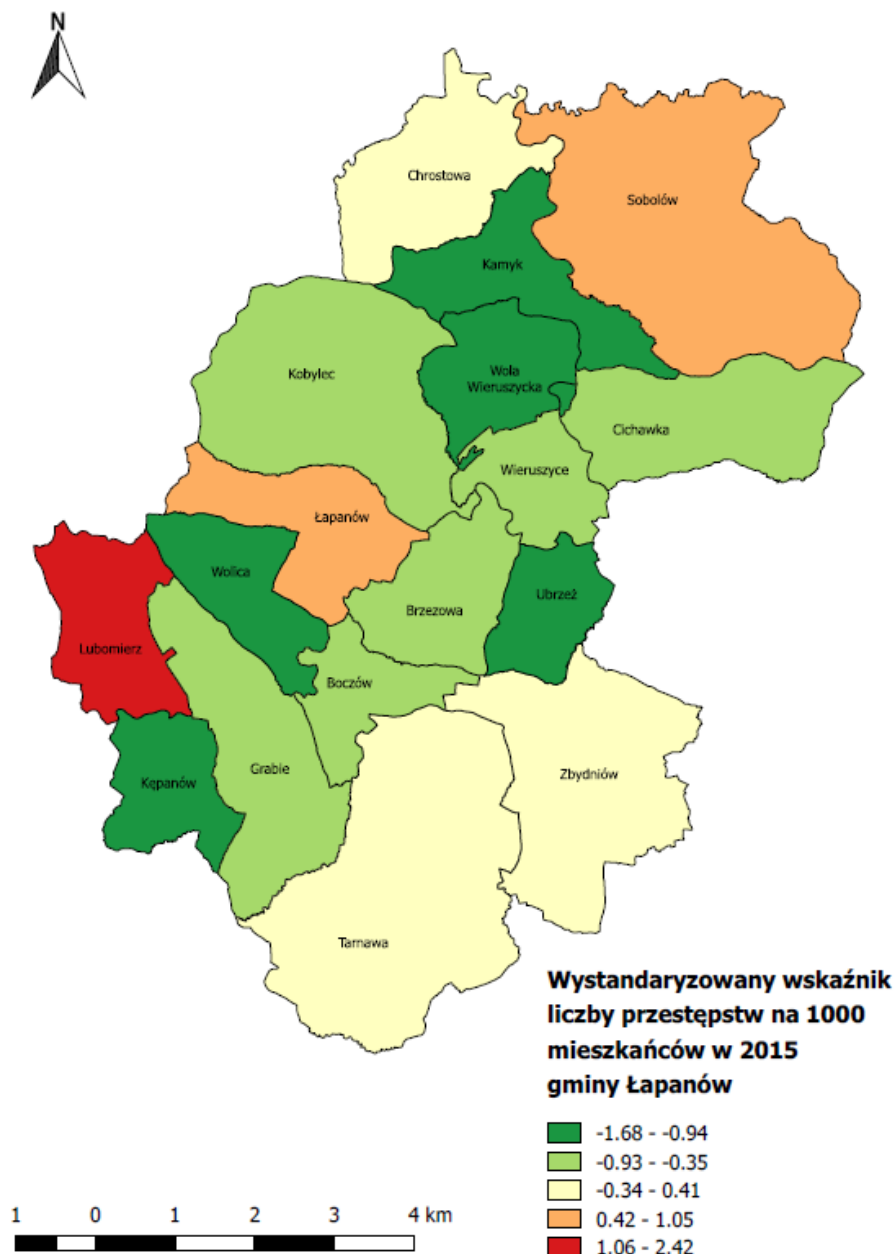 N
Chrostowa
Sobolów
Kamyk
Kobylec
Wola
Wieruszycka
Cichawka
Wieruszyce
Łapanów
Wolica
Ubrzeż
Brzezowa
Lubomierz
Boczów
Grabie
Zbydniów
Kępanów
Tarnawa
Wystandaryzowany wskaźnik
liczby przestępstw na 1000
mieszkańców w 2015
gminy Łapanów
-1.68 - -0.94
-0.93 - -0.35
-0.34 - 0.41
0.42 - 1.05
1.06 - 2.42
1 0 1 2 3 4 km